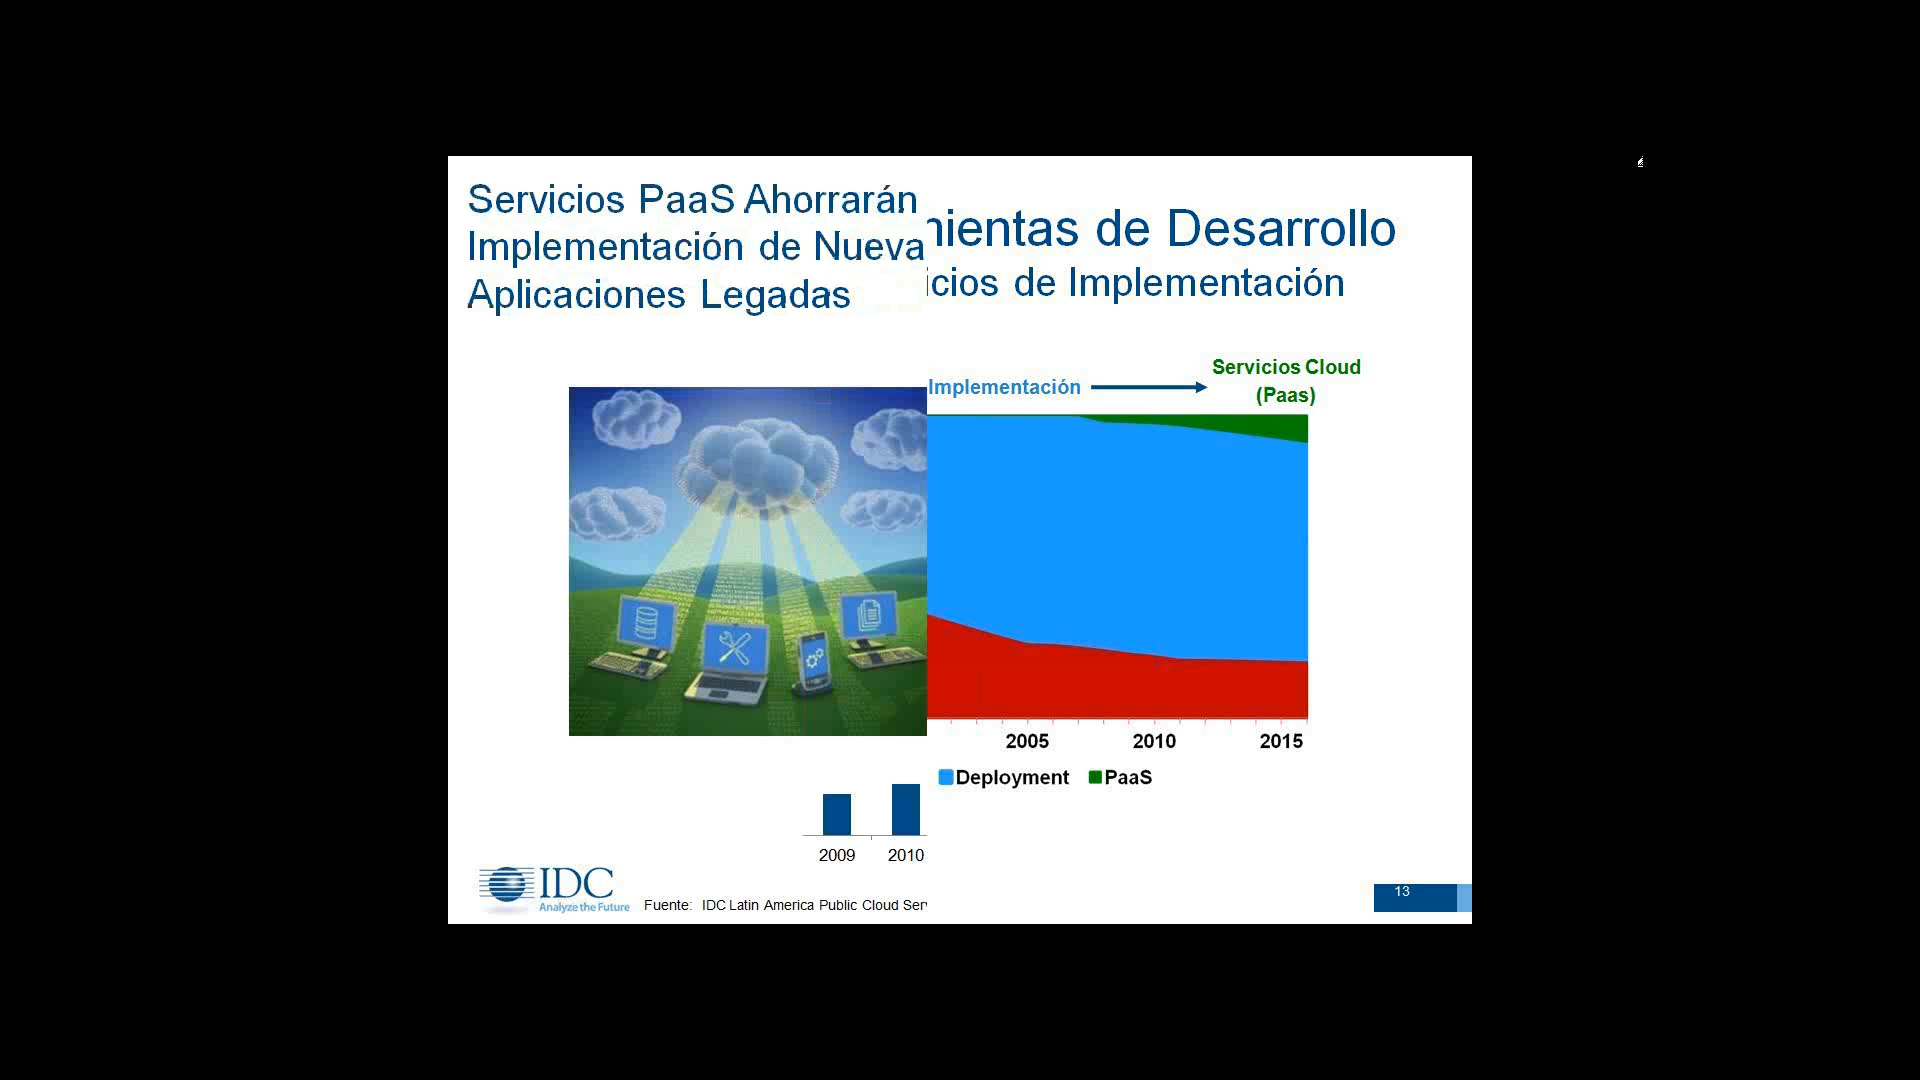 Servicios PaaS Ahorrarán
Implementación de Nueva
Aplicaciones Legadas
mientas de Desarrollo
icios de Implementación
Implementación
Servicios Cloud
(Paas)
2005 2010 2015
Deployment PaaS
2009 2010
IDC
Analyze the Future
Fuente: IDC Latin America Public Cloud Ser
13